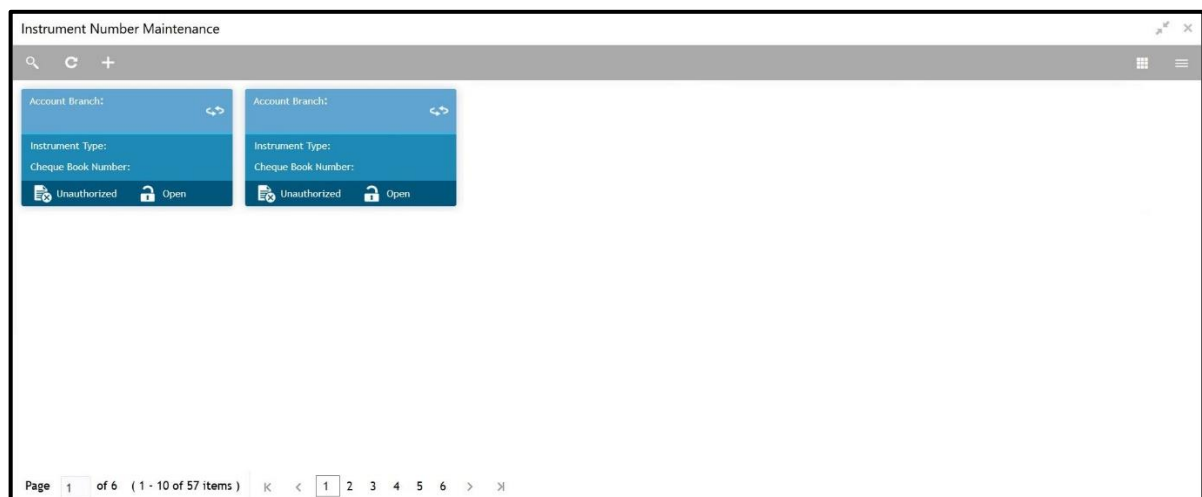 Instrument Number Maintenance
Account Branch: Account Branch:
Instrument Type: Instrument Type:
Cheque Book Number: Cheque Book Number:
Unauthorized Open Unauthorized Open
Page 1 of 6 ( 1 - 10 of 57 items ) 1 2 3 4 5 6